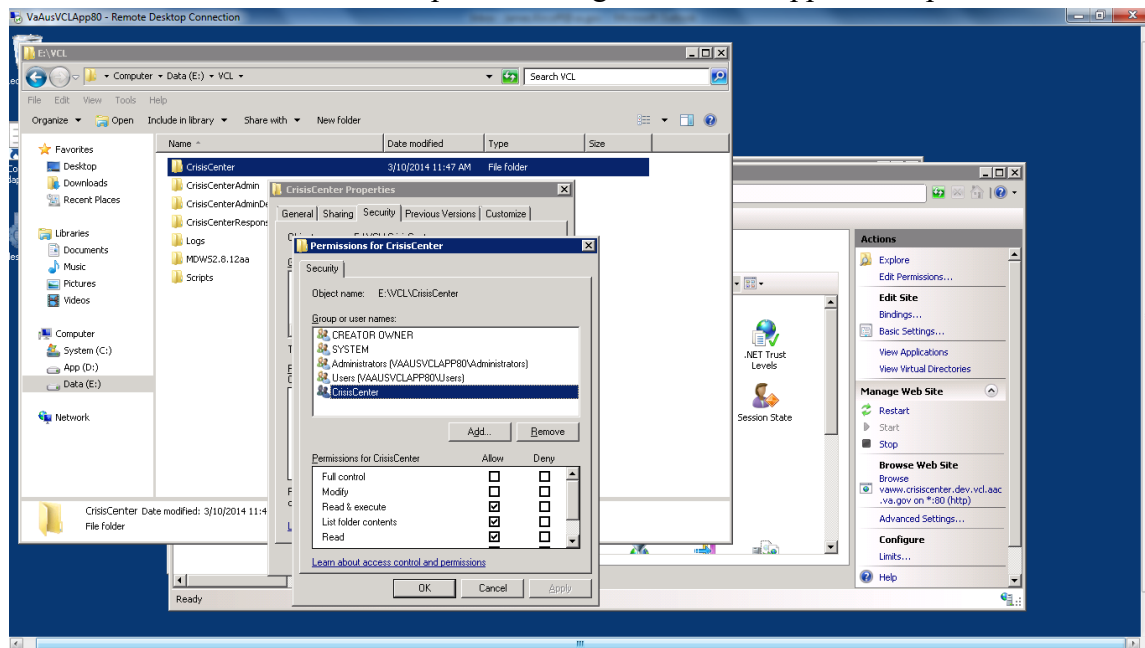 VaAusVCLApp80 - Remote Desktop Connection
E:\VCL
Computer Data (E:) VCL
Search VCL
File Edit View Tools Help
Organize Open Include in library Share with New folder
Name Date modified Type Size
Favorites
Desktop
Downloads
Recent Places
Libraries
Documents
Music
Pictures
Videos
Computer
System (C:)
App (D:)
Data (E:)
Network
CrisisCenter 3/10/2014 11:47 AM File folder
CrisisCenterAdmin
CrisisCenterAdminDe
CrisisCenterRespon
Logs
MDWS2.8.12aa
Scripts
CrisisCenter Date modified: 3/10/2014 11:4
File folder
CrisisCenter Properties
General Sharing Security Previous Versions Customize
Permissions for CrisisCenter
Security
Object name: E:\VCL\CrisisCenter
Group or user names:
CREATOR OWNER
SYSTEM
Administrators (VAAUSVCLAPP80\Administrators)
Users (VAAUSVCLAPP80\Users)
CrisisCenter
Add... Remove
Permissions for CrisisCenter Allow Deny
Full control
Modify
Read & execute
List folder contents
Read
Learn about access control and permissions
OK Cancel Apply
.NET Trust
Levels
Session State
Actions
Explore
Edit Permissions...
Edit Site
Bindings...
Basic Settings...
View Applications
View Virtual Directories
Manage Web Site
Restart
Start
Stop
Browse Web Site
Browse
vaww.crisiscenter.dev.vcl.aac
.va.gov on *:80 (http)
Advanced Settings...
Configure
Limits...
Help
Ready